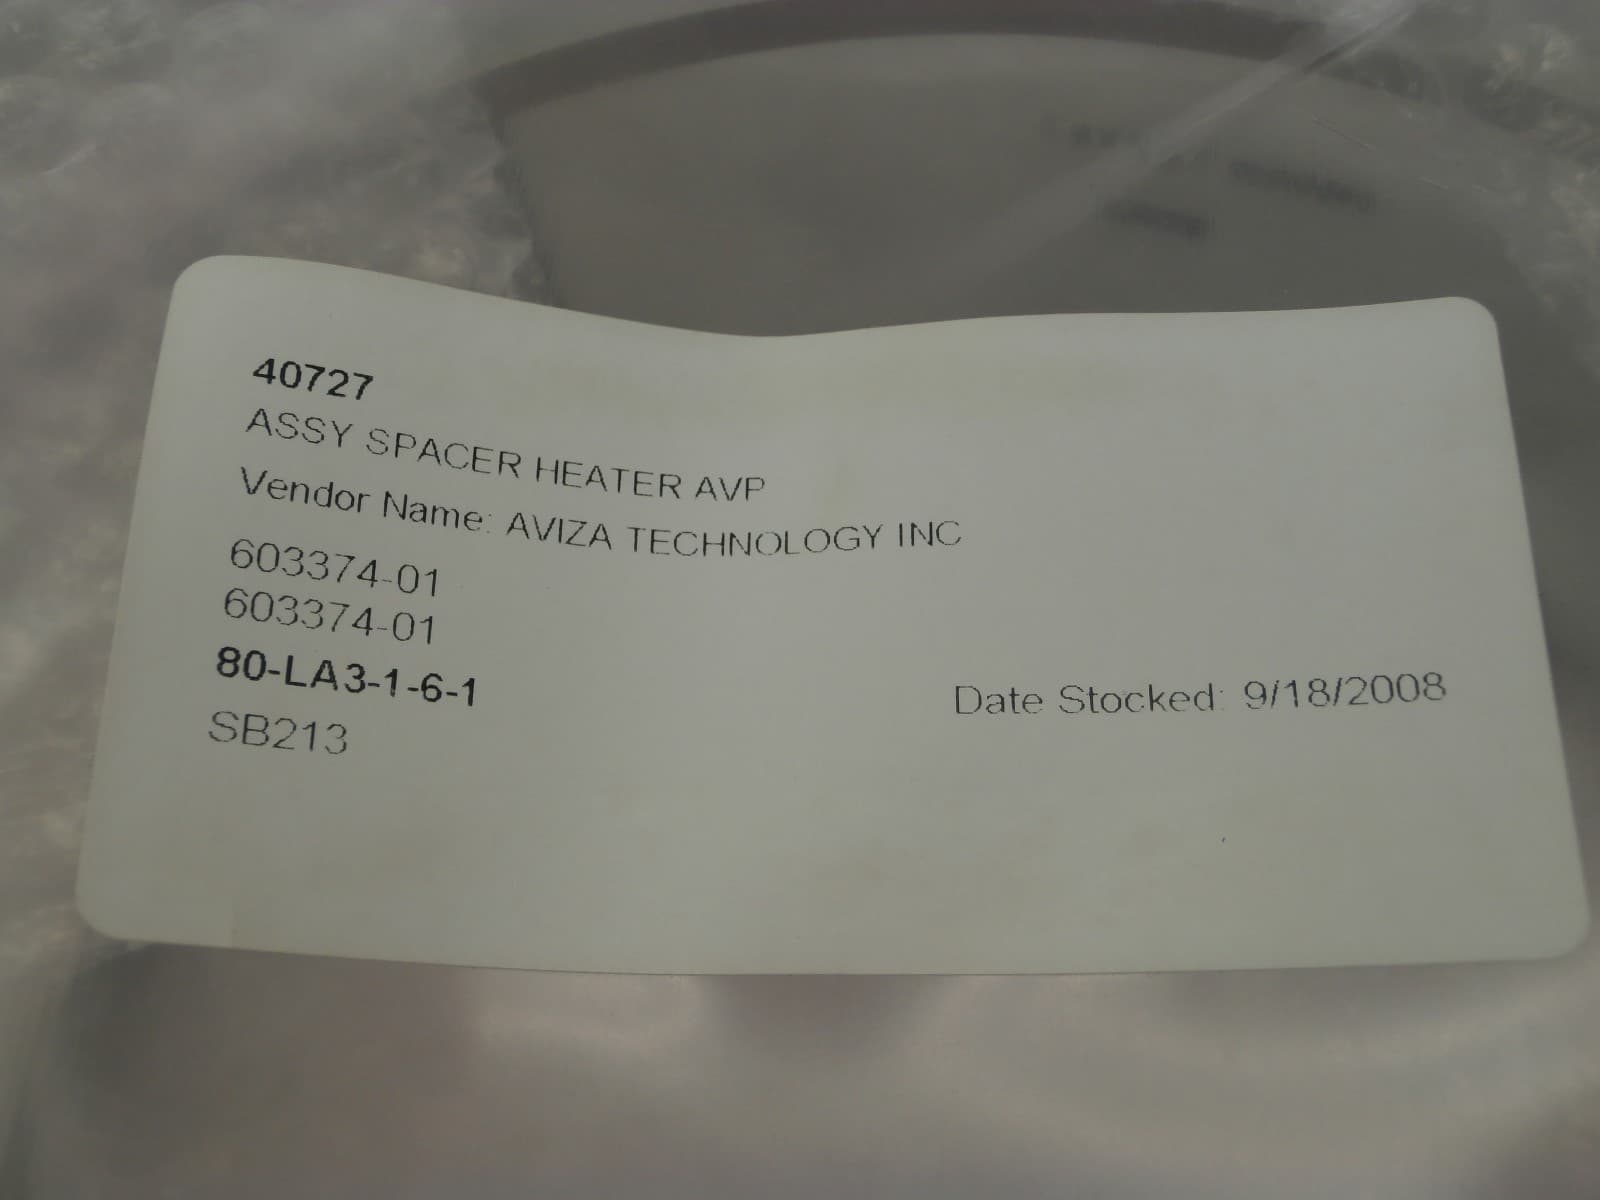 40727
ASSY SPACER HEATER AVP
Vendor Name: AVIZA TECHNOLOGY INC
603374-01
603374-01
80-LA3-1-6-1
Date Stocked: 9/18/2008
SB213